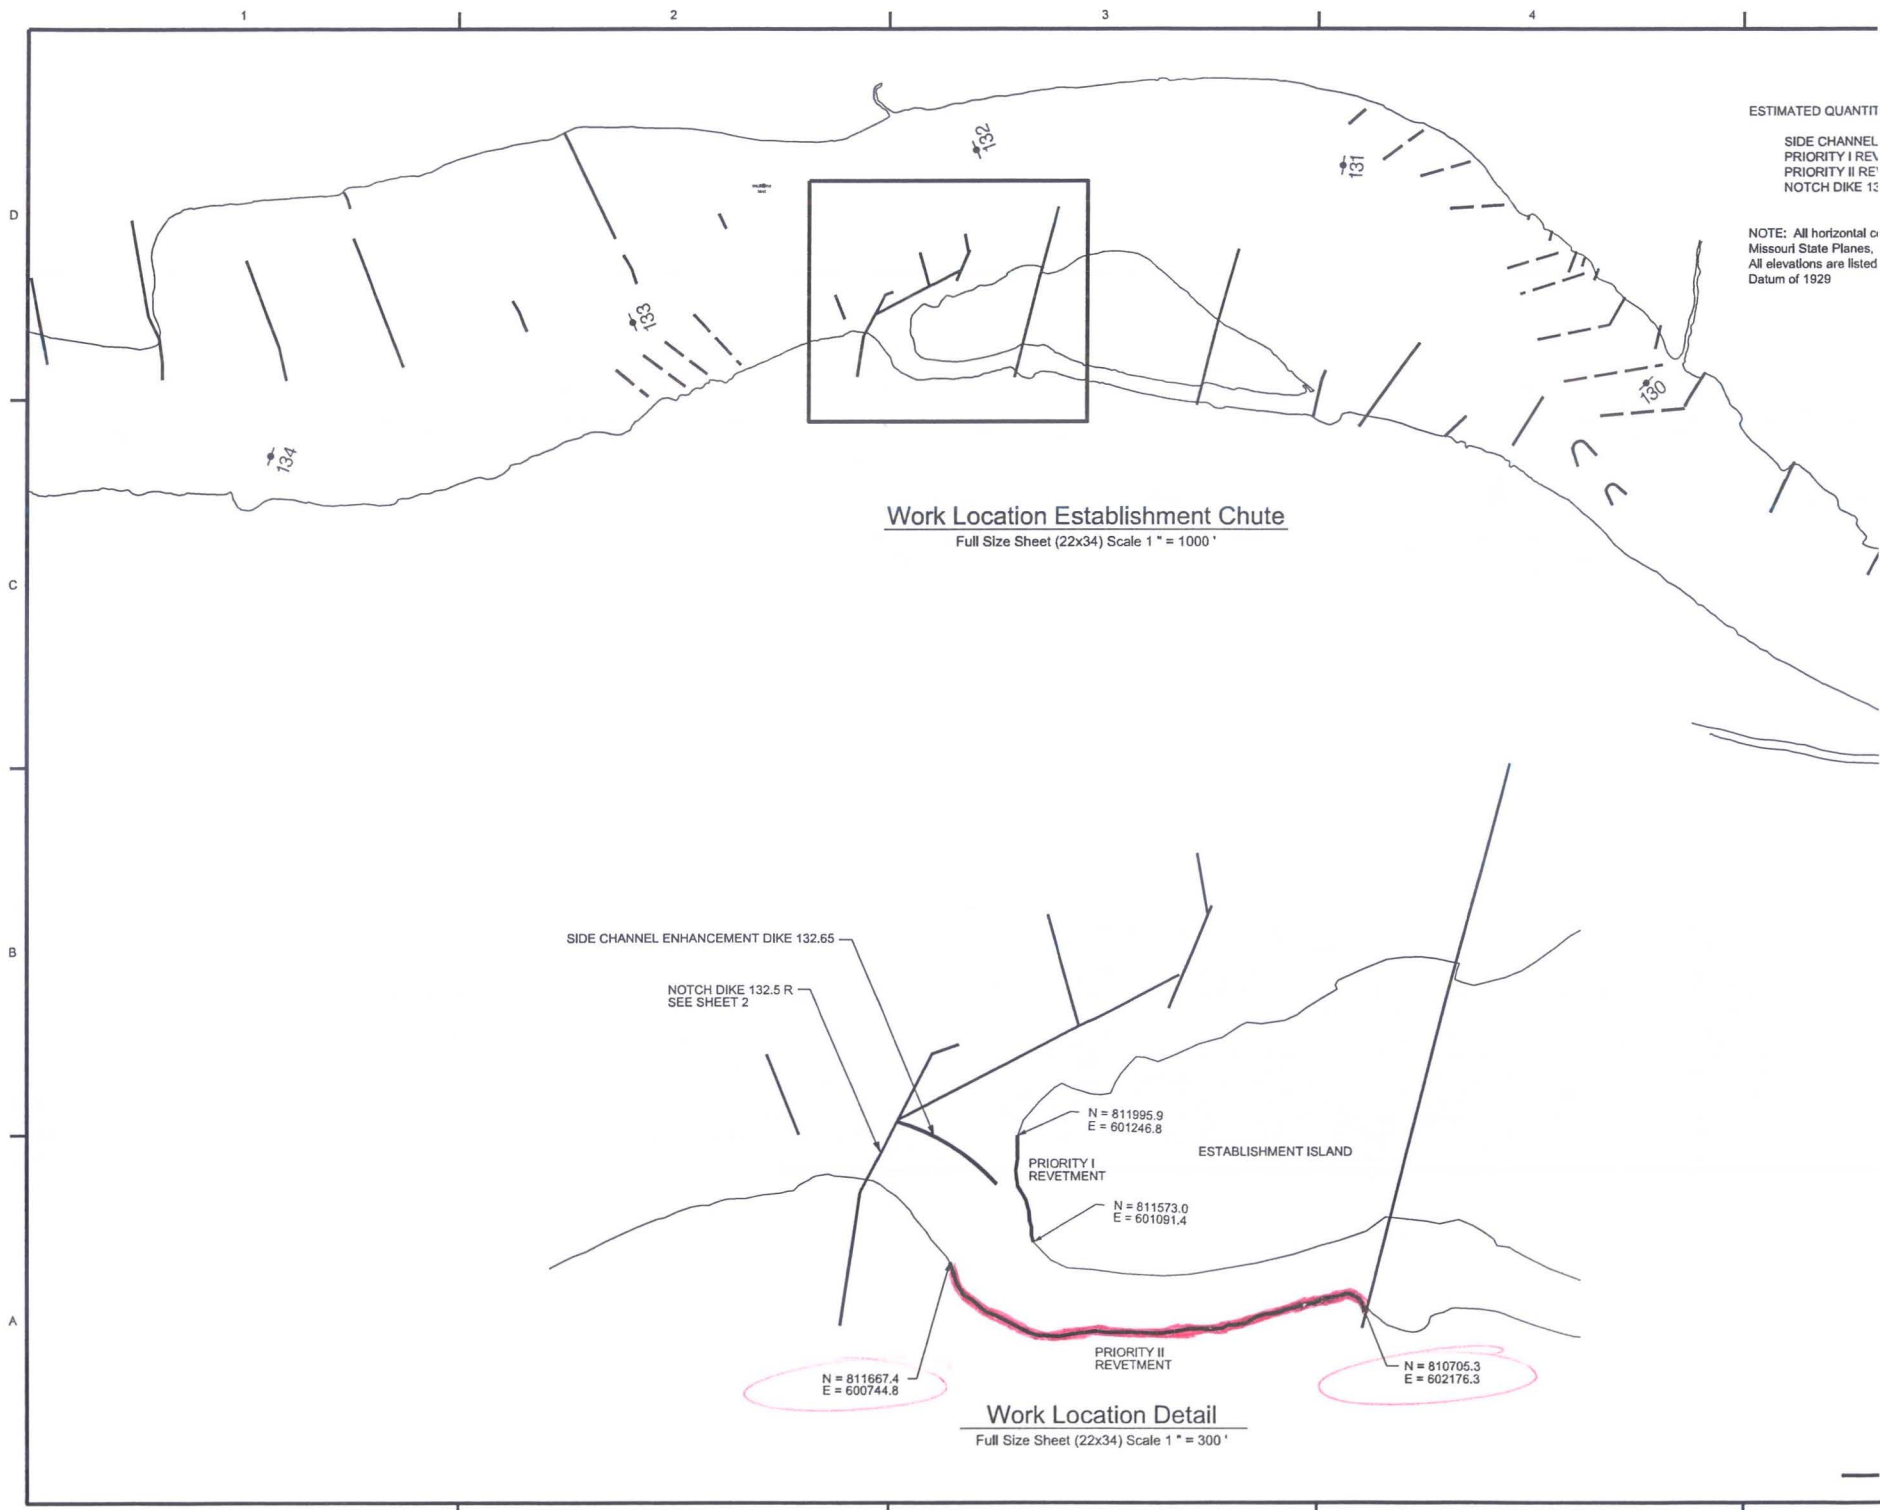 1
2
3
4
D
C
B
A
132
131
133
130
134
ESTIMATED QUANTIT
SIDE CHANNEL
PRIORITY I REV
PRIORITY II RE
NOTCH DIKE 13
NOTE: All horizontal c
Missouri State Planes,
All elevations are listed
Datum of 1929
Work Location Establishment Chute
Full Size Sheet (22x34) Scale 1 " = 1000 '
SIDE CHANNEL ENHANCEMENT DIKE 132.65
NOTCH DIKE 132.5 R
SEE SHEET 2
N = 811995.9
E = 601246.8
PRIORITY I
REVETMENT
ESTABLISHMENT ISLAND
N = 811573.0
E = 601091.4
PRIORITY II
REVETMENT
N = 811667.4
E = 600744.8
N = 810705.3
E = 602176.3
Work Location Detail
Full Size Sheet (22x34) Scale 1 " = 300 '